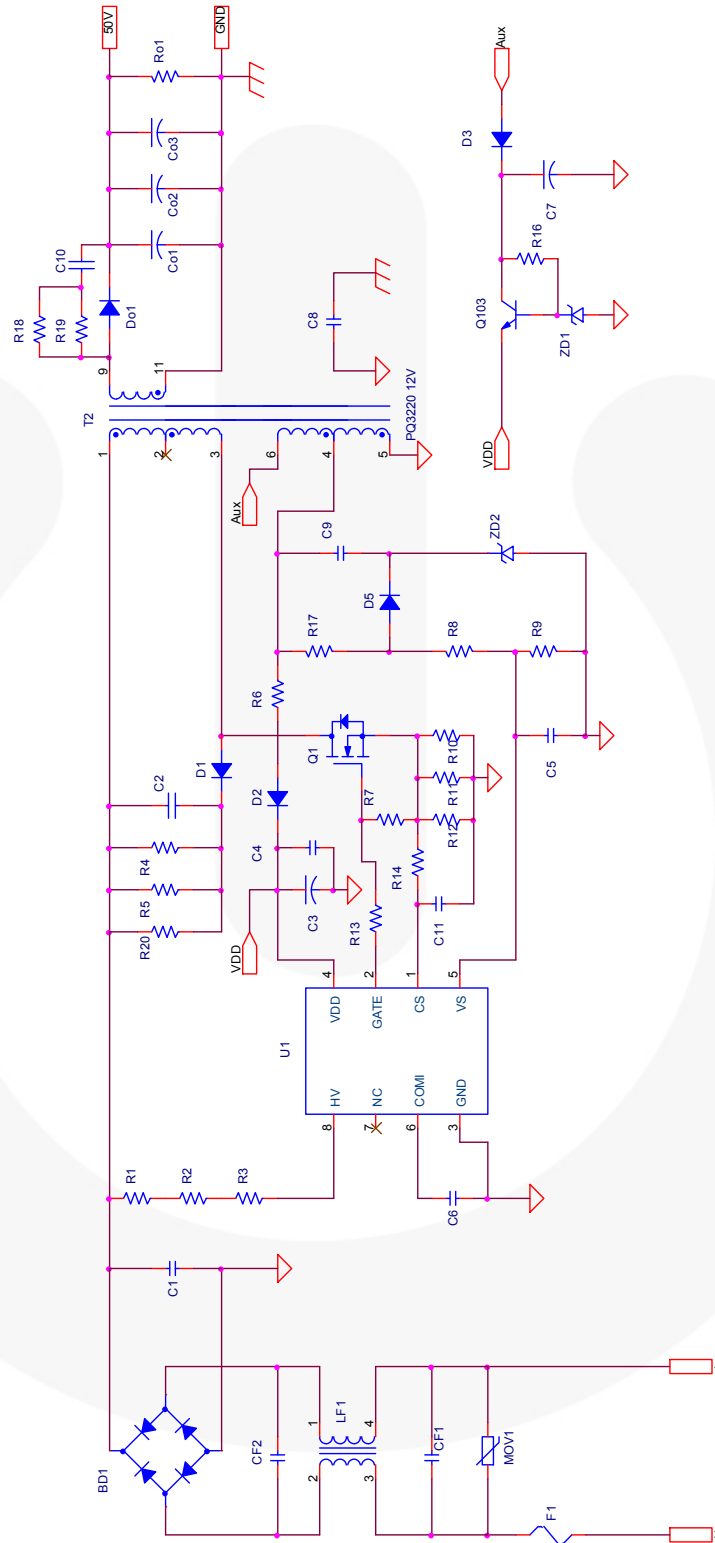 50V
GND
Ro1
Co3
Co2
Co1
C10
R18
R19
Do1
9
11
T2
1
2
3
6
4
5
PQ3220 12V
C8
Aux
D3
C7
R16
Q103
ZD1
VDD
Aux
C9
ZD2
D5
R17
R8
R9
R6
C5
Q1
R10
R11
R12
R7
R14
C11
D1
D2
C2
R4
R5
R20
C4
C3
R13
VDD
4
2
1
5
VDD
GATE
CS
VS
U1
HV
NC
COMI
GND
8
7
6
3
R1
R2
R3
C6
C1
BD1
CF2
LF1
1
2
4
3
CF1
MOV1
F1